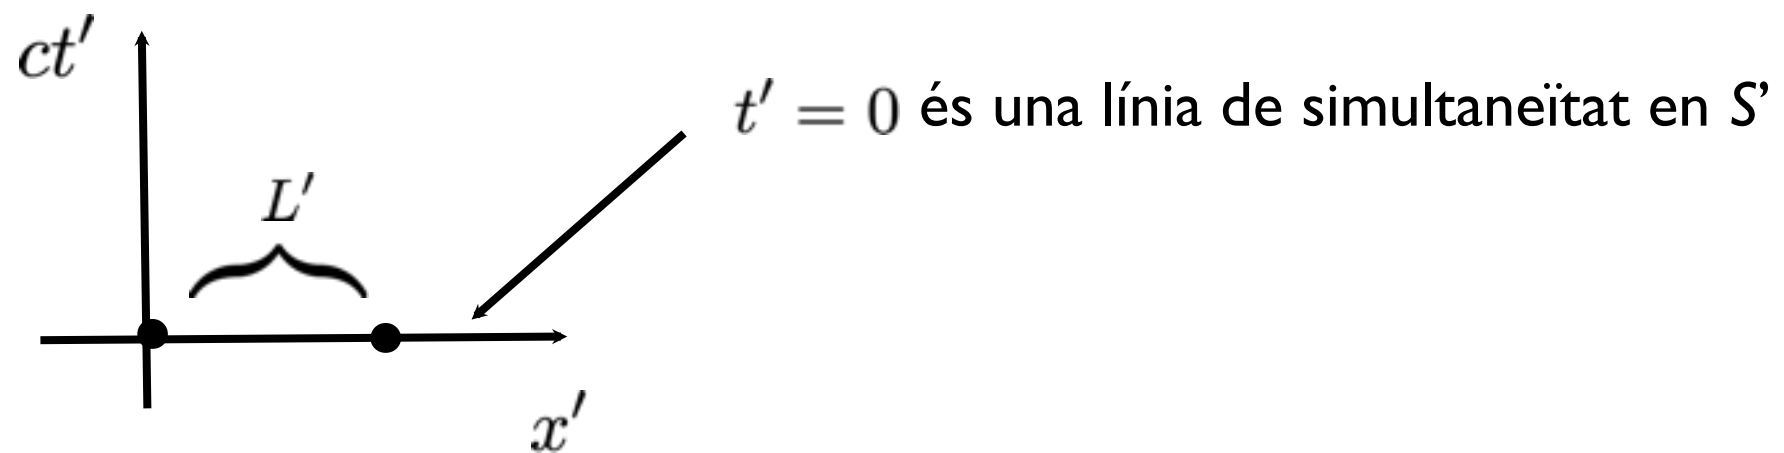 ct′
t′ = 0 és una línia de simultaneïtat en S’
L′
x′